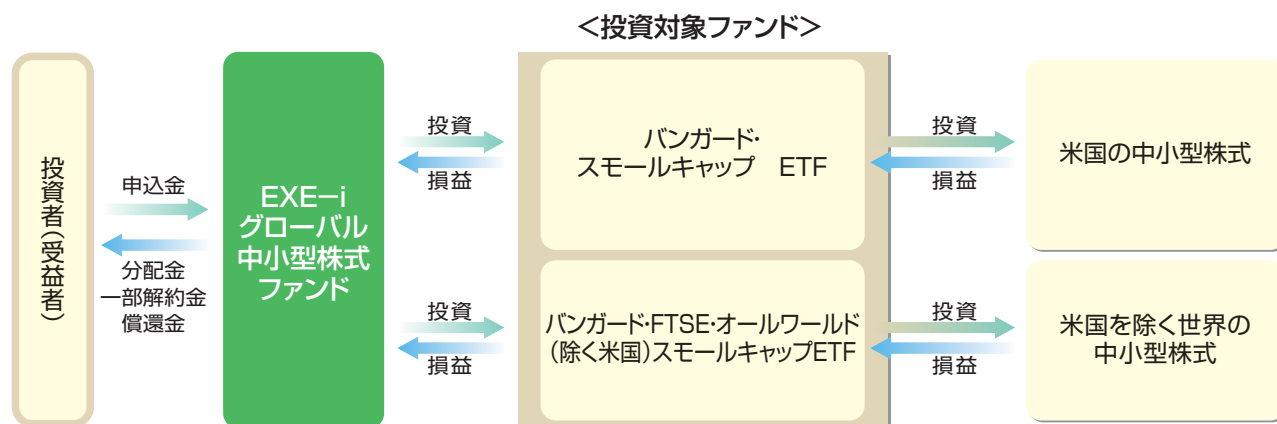 ＜投資対象ファンド＞
投資者（受益者）
申込金
分配金
一部解約金
償還金
EXE－i
グローバル
中小型株式
ファンド
投資
損益
投資
損益
バンガード・
スモールキャップ　ETF
バンガード・FTSE・オールワールド
（除く米国）スモールキャップETF
投資
損益
投資
損益
米国の中小型株式
米国を除く世界の
中小型株式